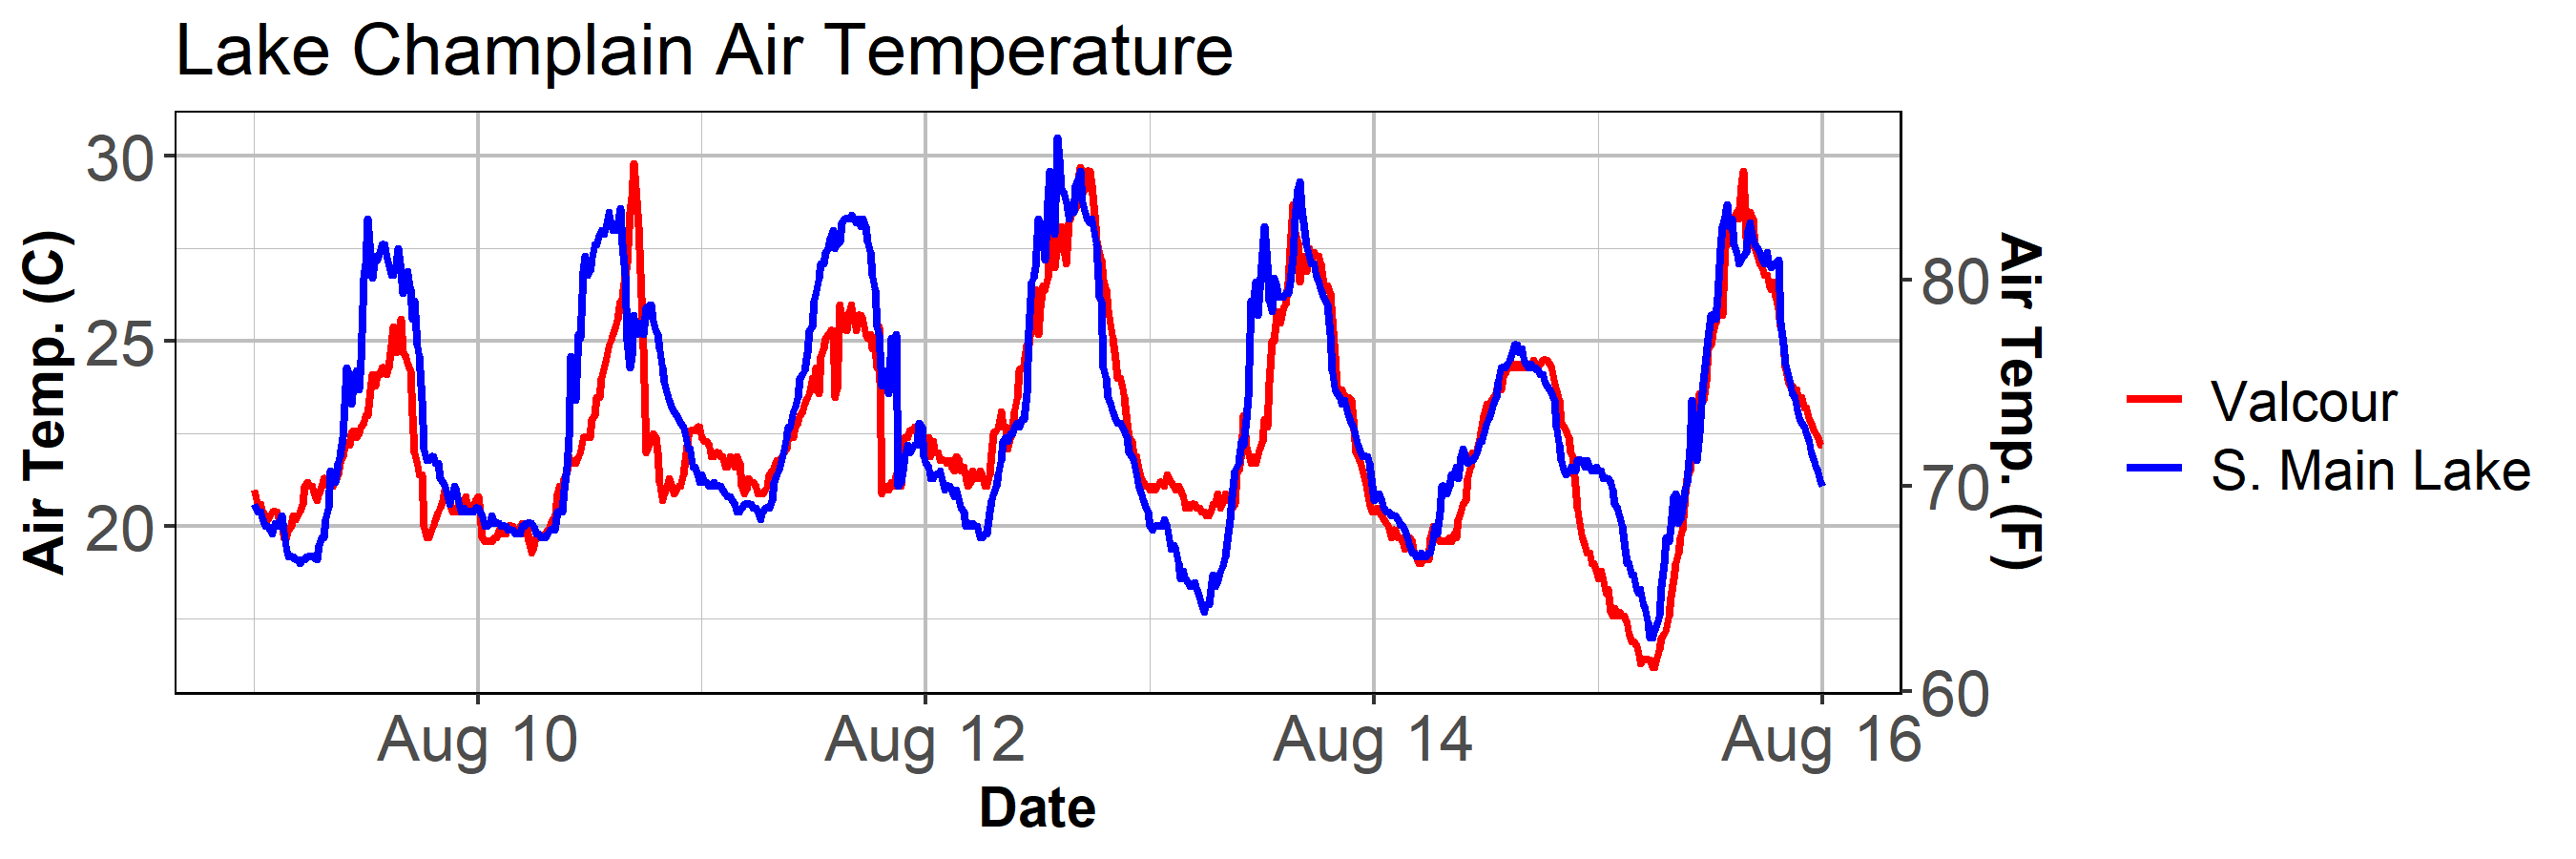 Lake Champlain Air Temperature
Air Temp. (C)
30
25
20
Air Temp. (F)
80
70
60
Aug 10
Aug 12
Aug 14
Aug 16
Date
Valcour
S. Main Lake